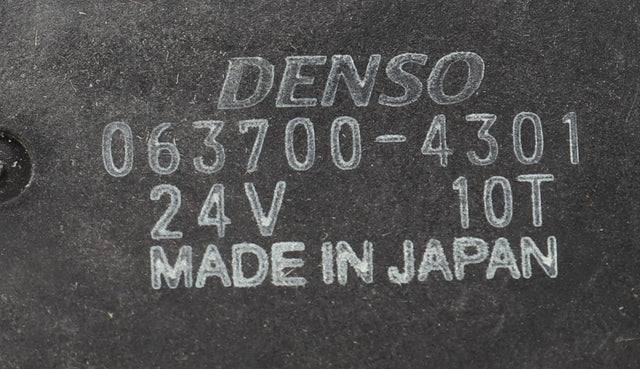 DENSO
063700-4301
24V 10T
MADE IN JAPAN